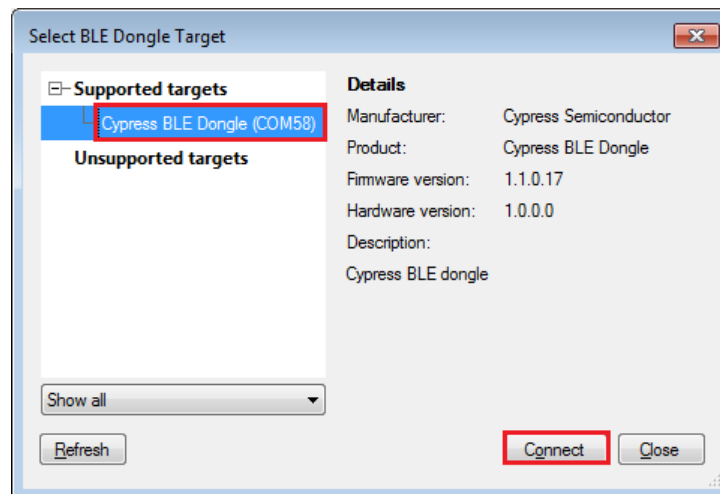 Select BLE Dongle Target
Supported targets
Cypress BLE Dongle (COM58)
Unsupported targets
Show all
Refresh
Details
Manufacturer: Cypress Semiconductor
Product: Cypress BLE Dongle
Firmware version: 1.1.0.17
Hardware version: 1.0.0.0
Description:
Cypress BLE dongle
Connect
Close